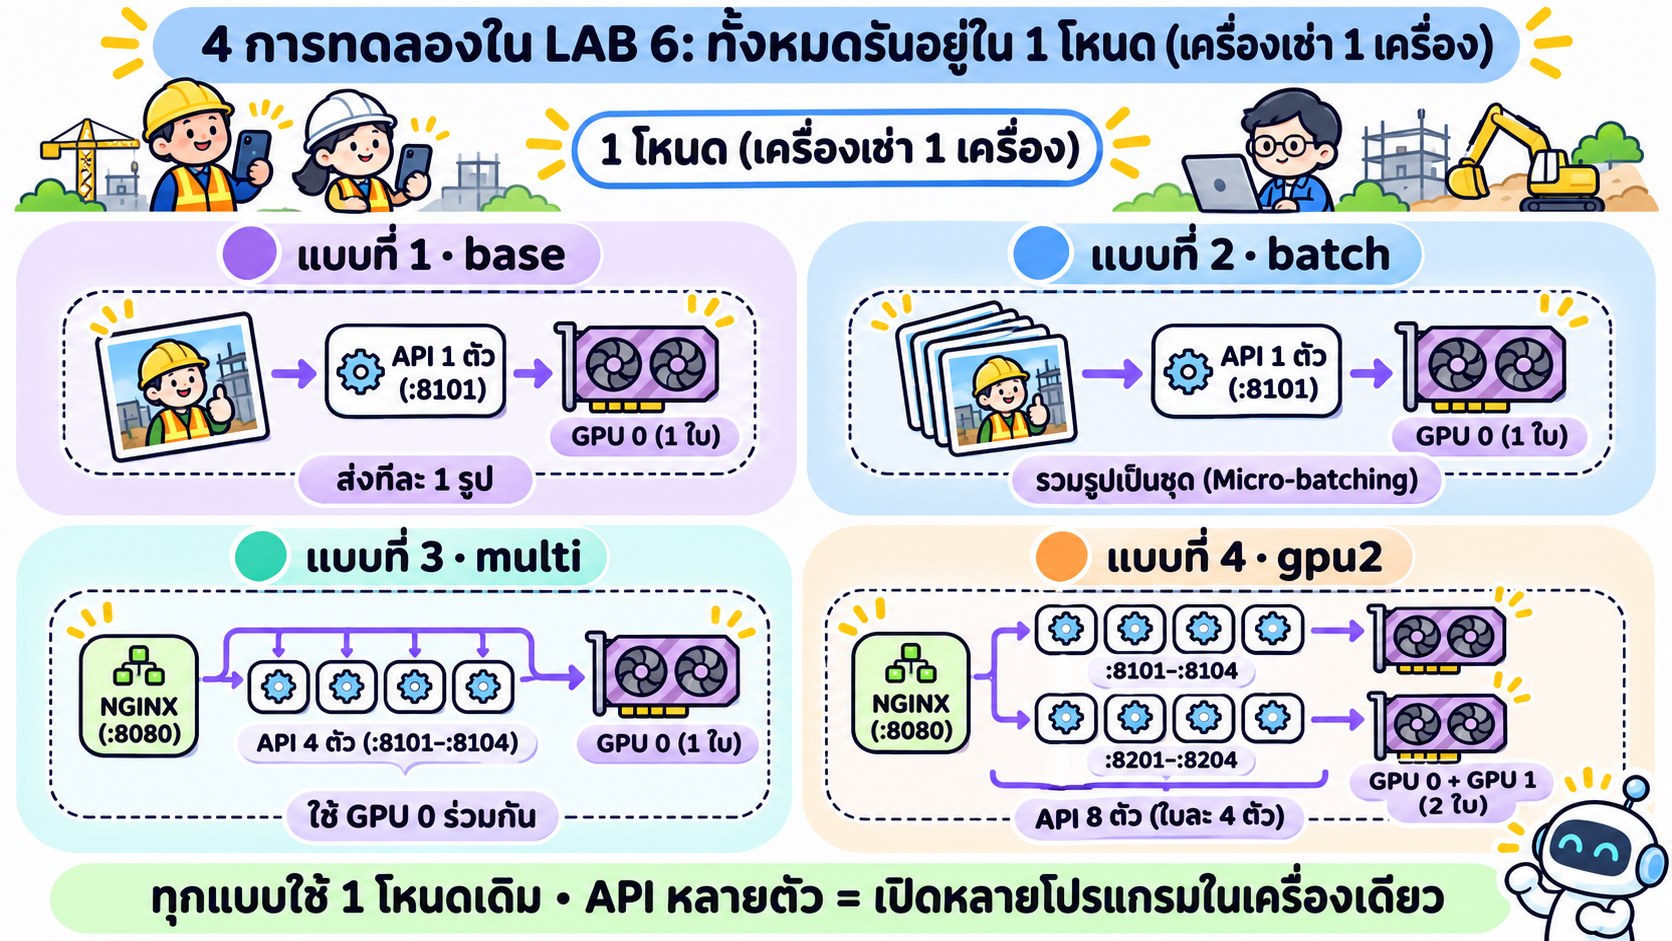 4 การทดลองใน LAB 6: ทั้งหมดรันอยู่ใน 1 โหนด (เครื่องเช่า 1 เครื่อง)
1 โหนด (เครื่องเช่า 1 เครื่อง)
แบบที่ 1 · base
API 1 ตัว
(:8101)
GPU 0 (1 ใบ)
ส่งทีละ 1 รูป
แบบที่ 2 · batch
API 1 ตัว
(:8101)
GPU 0 (1 ใบ)
รวมรูปเป็นชุด (Micro-batching)
แบบที่ 3 · multi
NGINX
(:8080)
API 4 ตัว (:8101–:8104)
GPU 0 (1 ใบ)
ใช้ GPU 0 ร่วมกัน
แบบที่ 4 · gpu2
NGINX
(:8080)
:8101–:8104
:8201–:8204
GPU 0 + GPU 1
(2 ใบ)
API 8 ตัว (ใบละ 4 ตัว)
ทุกแบบใช้ 1 โหนดเดิม • API หลายตัว = เปิดหลายโปรแกรมในเครื่องเดียว